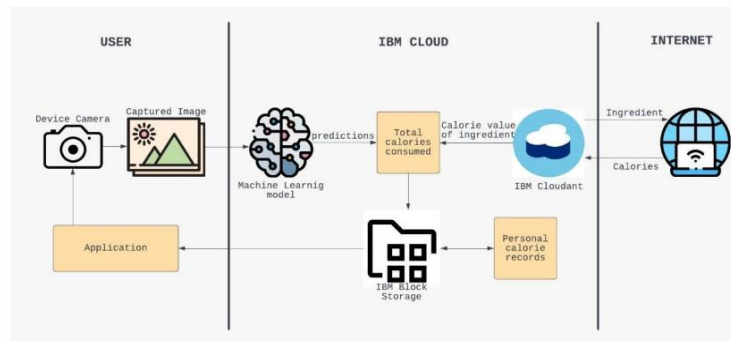 USER
IBM CLOUD
INTERNET
Device Camera
Captured Image
Machine Learnig
model
predictions
Total
calories
consumed
Calorie value
of ingredient
IBM Cloudant
Ingredient
Calories
Application
IBM Block
Storage
Personal
calorie
records